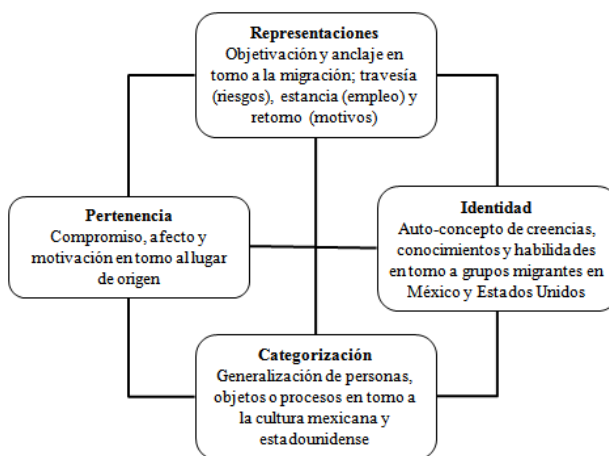 Representaciones
Objetivación y anclaje en
torno a la migración; travesía
(riesgos), estancia (empleo) y
retorno (motivos)
Pertenencia
Compromiso, afecto y
motivación en torno al lugar
de origen
Identidad
Auto-concepto de creencias,
conocimientos y habilidades
en torno a grupos migrantes en
México y Estados Unidos
Categorización
Generalización de personas,
objetos o procesos en torno a
la cultura mexicana y
estadounidense